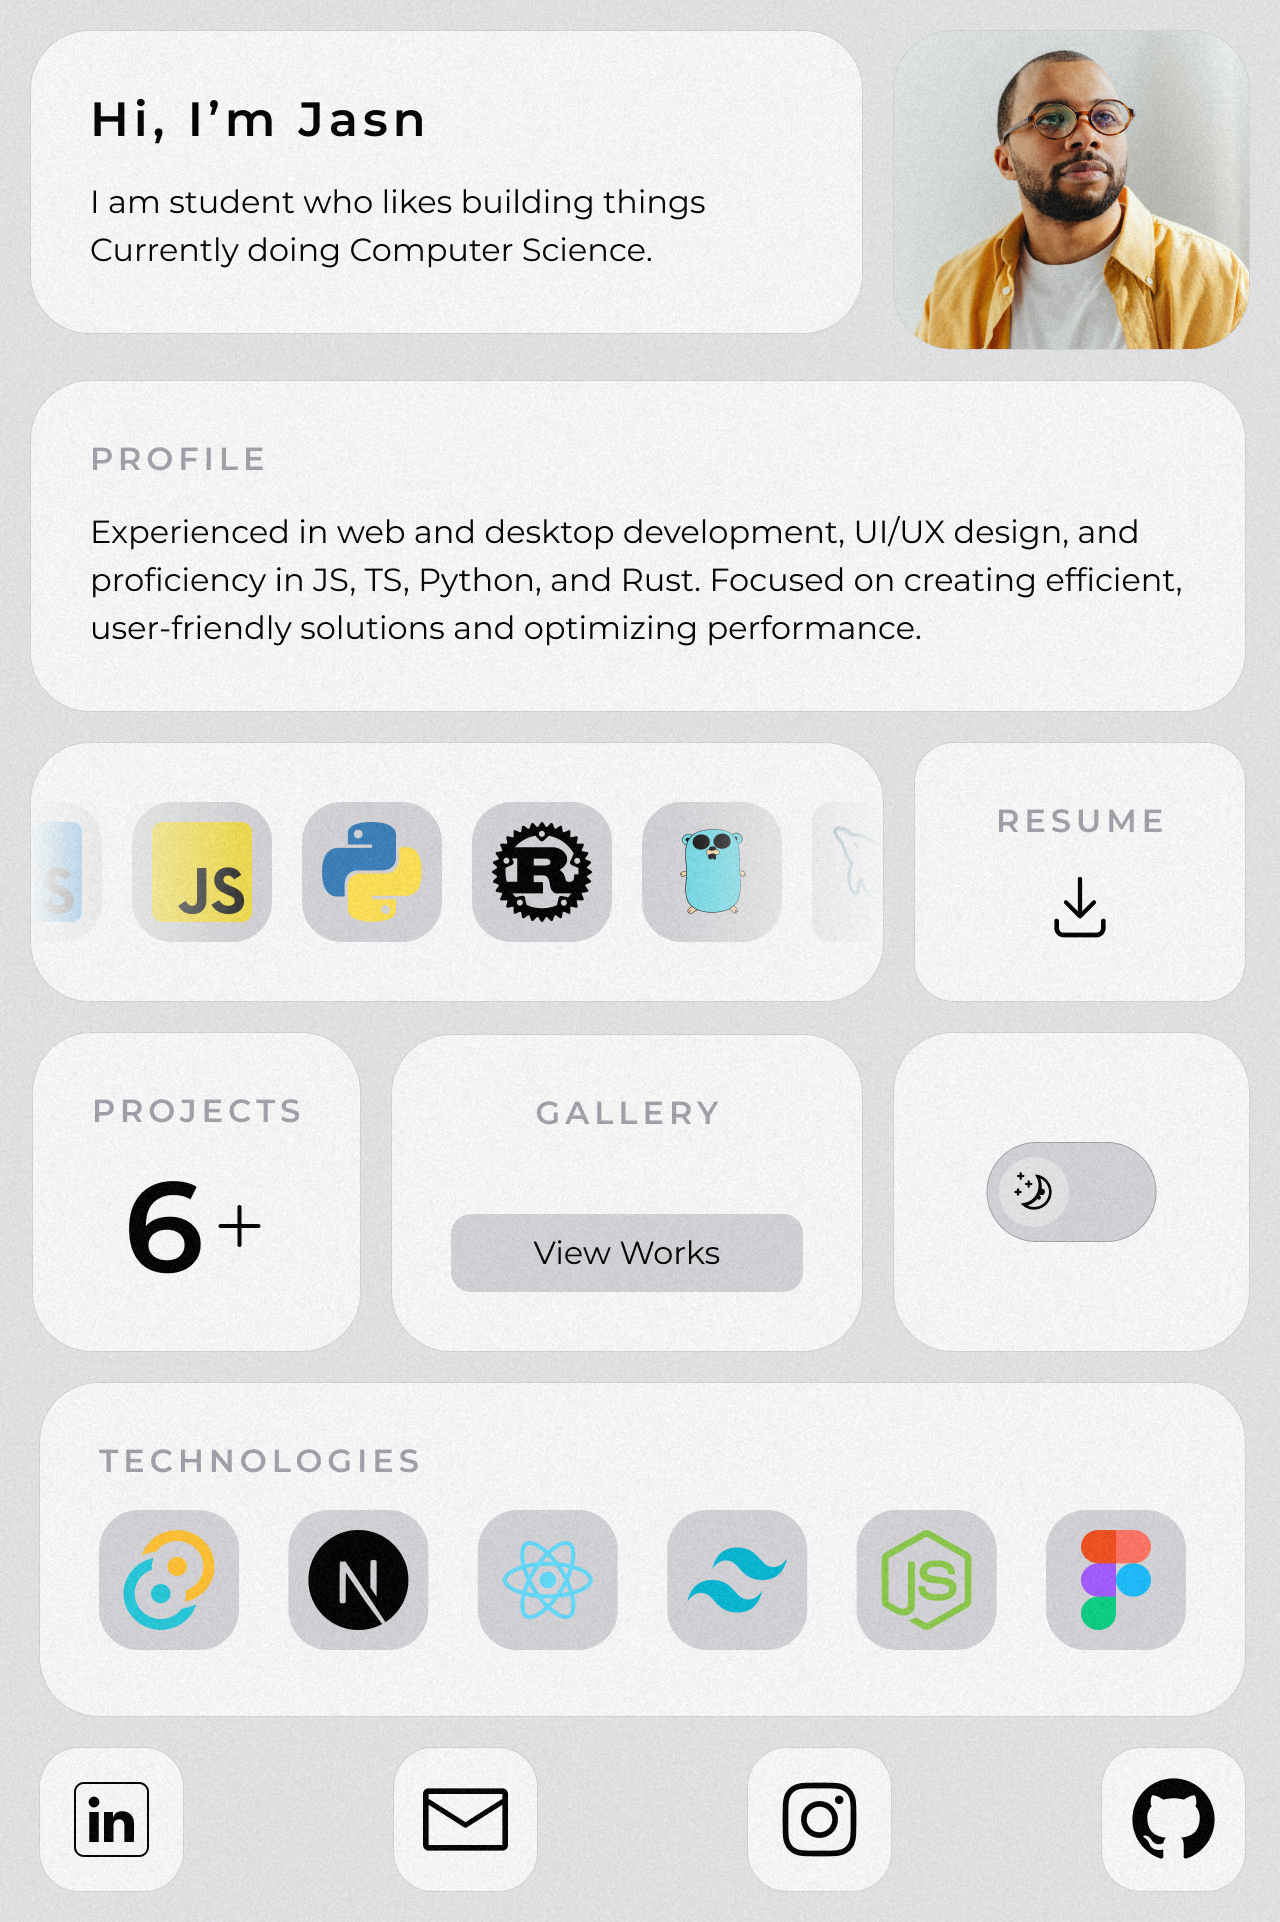 Hi, I’m Jasn
I am student who likes building things
Currently doing Computer Science.
PROFILE
Experienced in web and desktop development, UI/UX design, and
proficiency in JS, TS, Python, and Rust. Focused on creating efficient,
user-friendly solutions and optimizing performance.
S
JS
R
RESUME
PROJECTS
6+
GALLERY
View Works
TECHNOLOGIES
N
JS
in